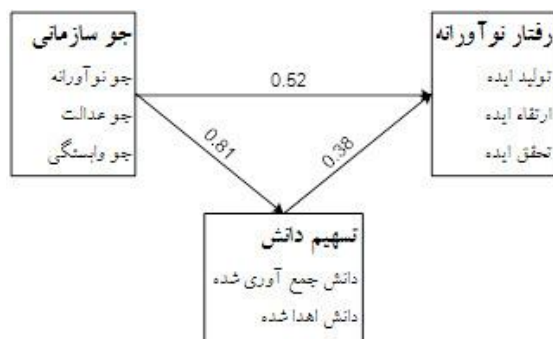 جو سازمانی
جو نوآورانه
جو عدالت
جو وابستگی
رفتار نوآورانه
تولید ایده
ارتقاء ایده
تحقق ایده
0.52
0.81
0.38
تسهیم دانش
دانش جمع آوری شده
دانش اهدا شده